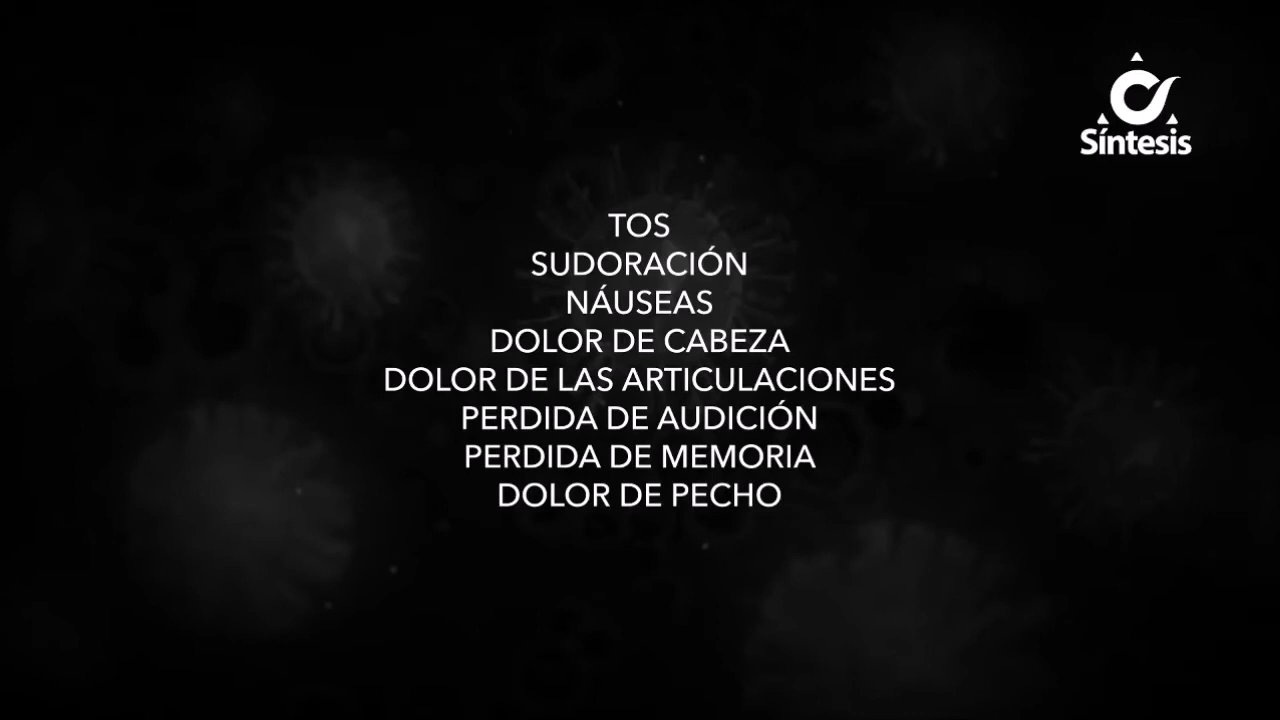 Síntesis
TOS
SUDORACIÓN
NÁUSEAS
DOLOR DE CABEZA
DOLOR DE LAS ARTICULACIONES
PERDIDA DE AUDICIÓN
PERDIDA DE MEMORIA
DOLOR DE PECHO